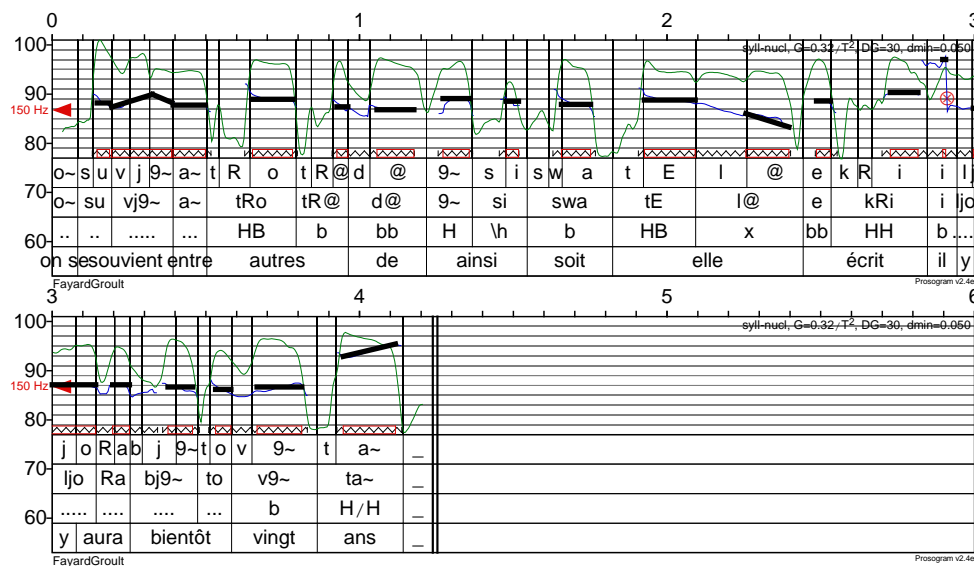 0 1 2 3
100 syll-nucl, G=0.32/T², DG=30, dmin=0.050
90
150 Hz
80
o~ s u v j 9~ a~ t R o t R @ d @ 9~ s i s w a t E l @ e k R i i lj
70
o~ su vj9~ a~ tRo tR@ d@ 9~ si swa tE l@ e kRi i ljo
.. .. ..... ... HB b bb H \h b HB x bb HH b .....
60
on se souvient entre autres de ainsi soit elle écrit il y
FayardGroult Prosogram v2.4e
3 4 5 6
100 syll-nucl, G=0.32/T², DG=30, dmin=0.050
90
150 Hz
80
j o R a b j 9~ t o v 9~ t a~ _
70
ljo Ra bj9~ to v9~ ta~ _
..... .... .... ... b H/H _
60
y aura bientôt vingt ans _
FayardGroult Prosogram v2.4e